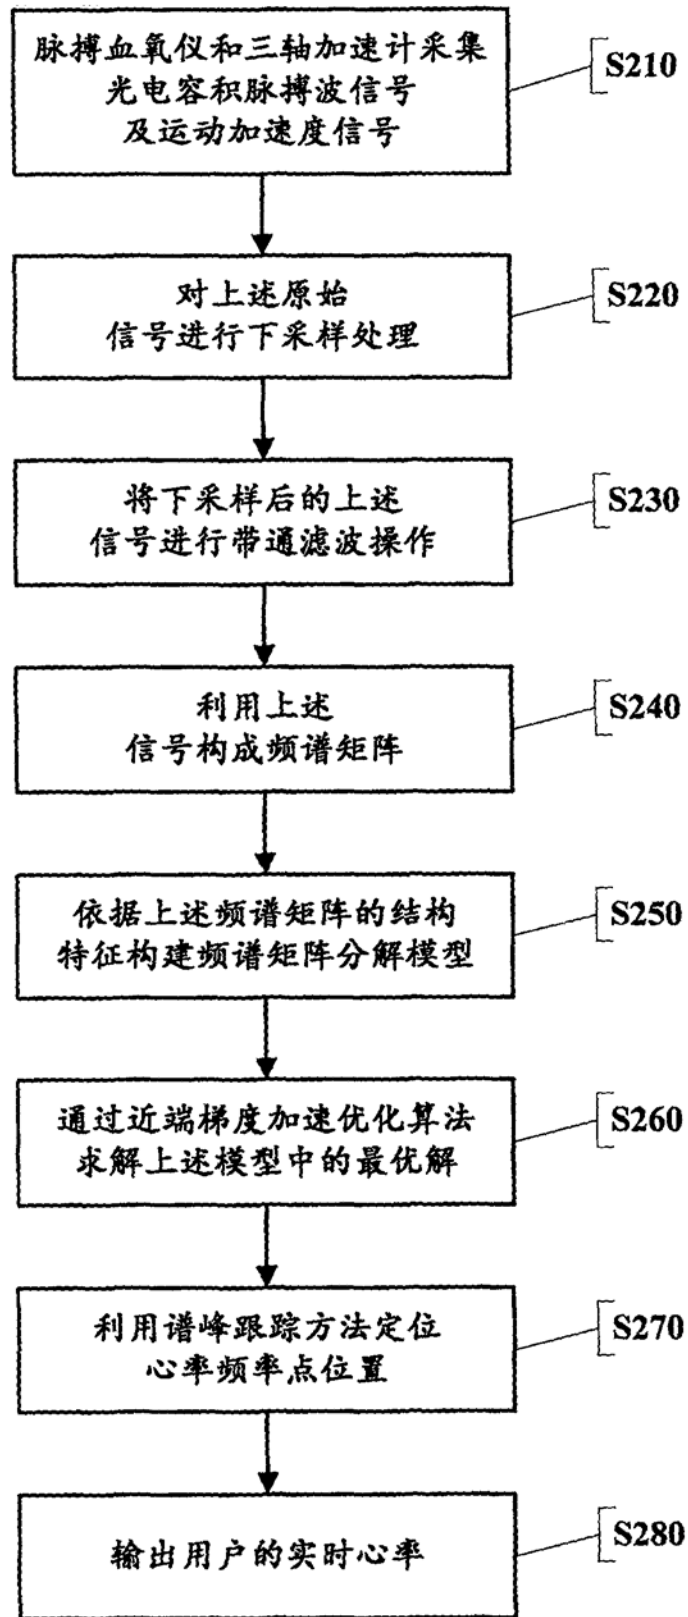 脉搏血氧仪和三轴加速计采集
光电容积脉搏波信号
及运动加速度信号
S210
对上述原始
信号进行下采样处理
S220
将下采样后的上述
信号进行带通滤波操作
S230
利用上述
信号构成频谱矩阵
S240
依据上述频谱矩阵的结构
特征构建频谱矩阵分解模型
S250
通过近端梯度加速优化算法
求解上述模型中的最优解
S260
利用谱峰跟踪方法定位
心率频率点位置
S270
输出用户的实时心率
S280